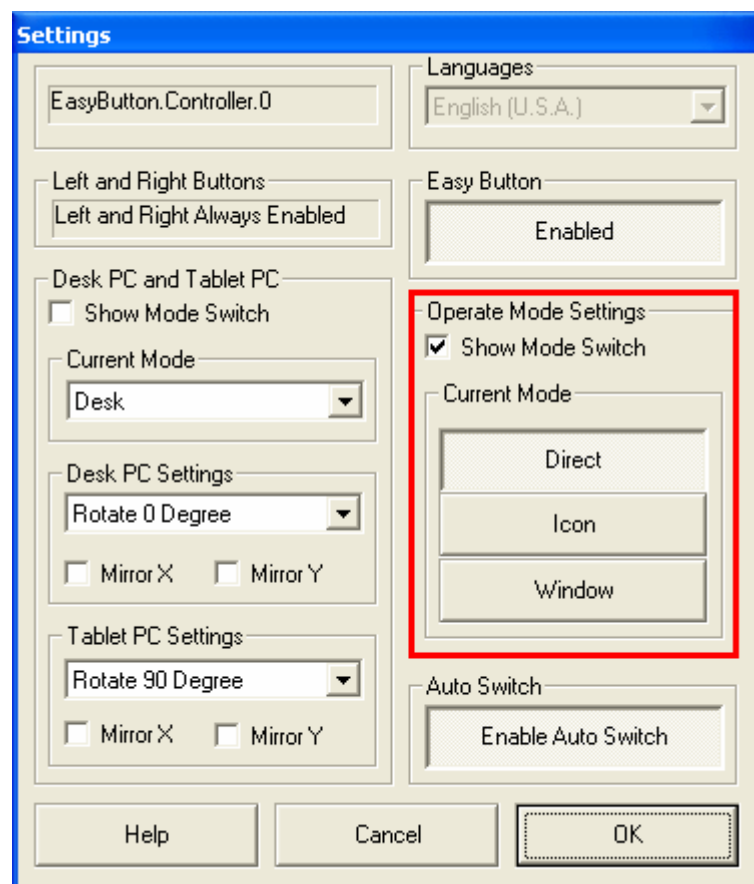 Settings
EasyButton.Controller.0
Languages
English (U.S.A.)
Left and Right Buttons
Left and Right Always Enabled
Easy Button
Enabled
Desk PC and Tablet PC
Show Mode Switch
Current Mode
Desk
Desk PC Settings
Rotate 0 Degree
Mirror X Mirror Y
Tablet PC Settings
Rotate 90 Degree
Mirror X Mirror Y
Operate Mode Settings
Show Mode Switch
Current Mode
Direct
Icon
Window
Auto Switch
Enable Auto Switch
Help Cancel OK